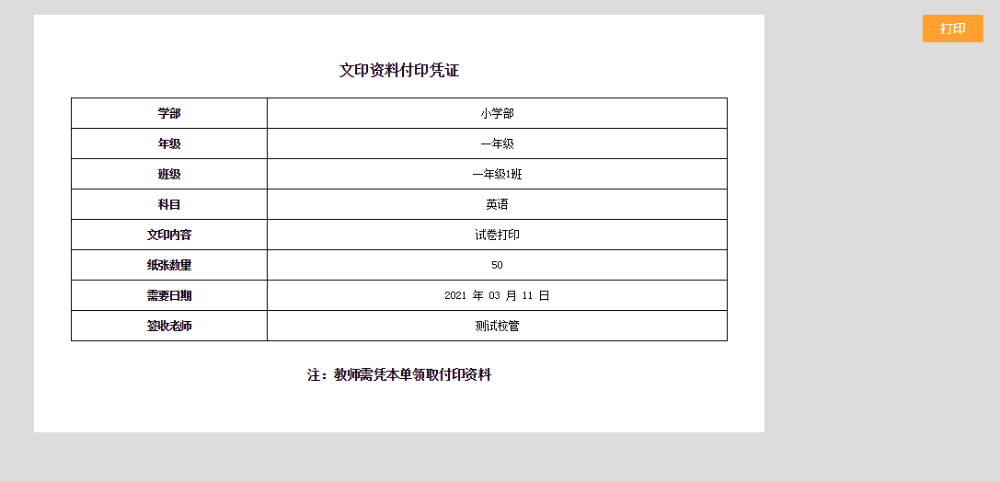 打印
文印资料付印凭证
学部 小学部
年级 一年级
班级 一年级1班
科目 英语
文印内容 试卷打印
纸张数量 50
需要日期 2021 年 03 月 11 日
签收老师 测试校管
注：教师需凭本单领取付印资料